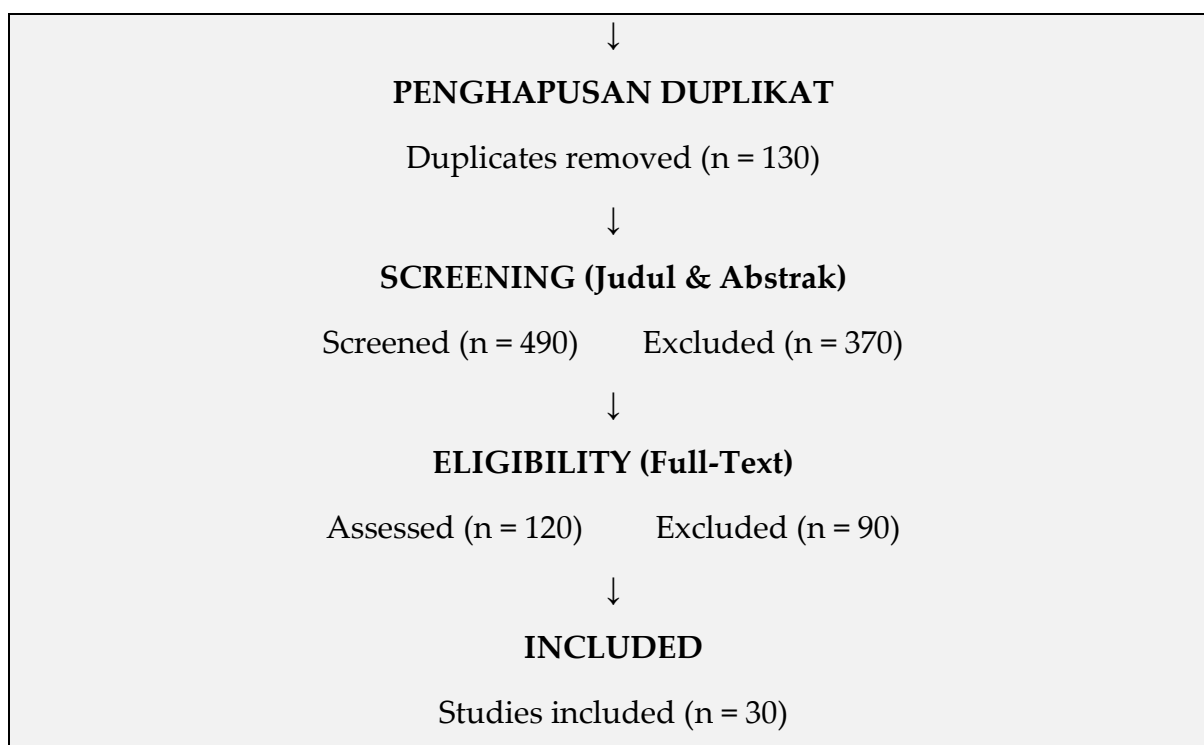 ↓
PENGHAPUSAN DUPLIKAT
Duplicates removed (n = 130)
↓
SCREENING (Judul & Abstrak)
Screened (n = 490) Excluded (n = 370)
↓
ELIGIBILITY (Full-Text)
Assessed (n = 120) Excluded (n = 90)
↓
INCLUDED
Studies included (n = 30)